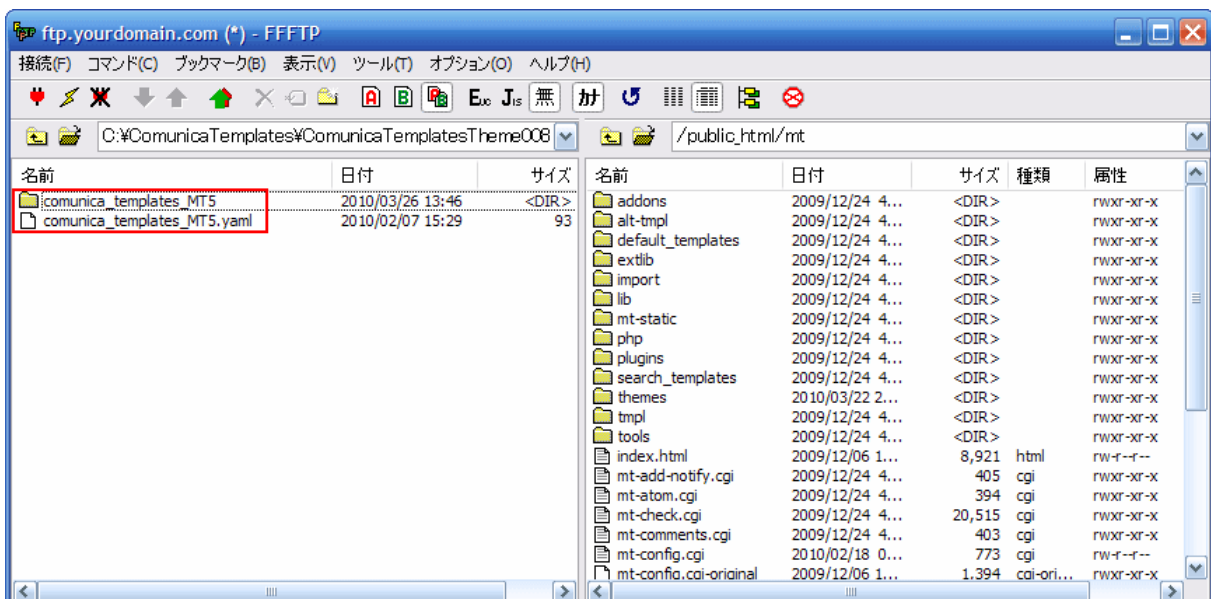 ftp.yourdomain.com (*) - FFFTP
接続(F) コマンド(C) ブックマーク(B) 表示(V) ツール(T) オプション(O) ヘルプ(H)
A B Euc Jis 無 カナ
C:¥ComunicaTemplates¥ComunicaTemplatesTheme008 /public_html/mt
名前 日付 サイズ
comunica_templates_MT5 2010/03/26 13:46 <DIR>
comunica_templates_MT5.yaml 2010/02/07 15:29 93
名前 日付 サイズ 種類 属性
addons 2009/12/24 4... <DIR> rwxr-xr-x
alt-tmpl 2009/12/24 4... <DIR> rwxr-xr-x
default_templates 2009/12/24 4... <DIR> rwxr-xr-x
extlib 2009/12/24 4... <DIR> rwxr-xr-x
import 2009/12/24 4... <DIR> rwxr-xr-x
lib 2009/12/24 4... <DIR> rwxr-xr-x
mt-static 2009/12/24 4... <DIR> rwxr-xr-x
php 2009/12/24 4... <DIR> rwxr-xr-x
plugins 2009/12/24 4... <DIR> rwxr-xr-x
search_templates 2009/12/24 4... <DIR> rwxr-xr-x
themes 2010/03/22 2... <DIR> rwxr-xr-x
tmpl 2009/12/24 4... <DIR> rwxr-xr-x
tools 2009/12/24 4... <DIR> rwxr-xr-x
index.html 2009/12/06 1... 8,921 html rw-r--r--
mt-add-notify.cgi 2009/12/24 4... 405 cgi rwxr-xr-x
mt-atom.cgi 2009/12/24 4... 394 cgi rwxr-xr-x
mt-check.cgi 2009/12/24 4... 20,515 cgi rwxr-xr-x
mt-comments.cgi 2009/12/24 4... 403 cgi rwxr-xr-x
mt-config.cgi 2010/02/18 0... 773 cgi rw-r--r--
mt-config.cgi-original 2009/12/06 1... 1,394 cgi-ori... rwxr-xr-x